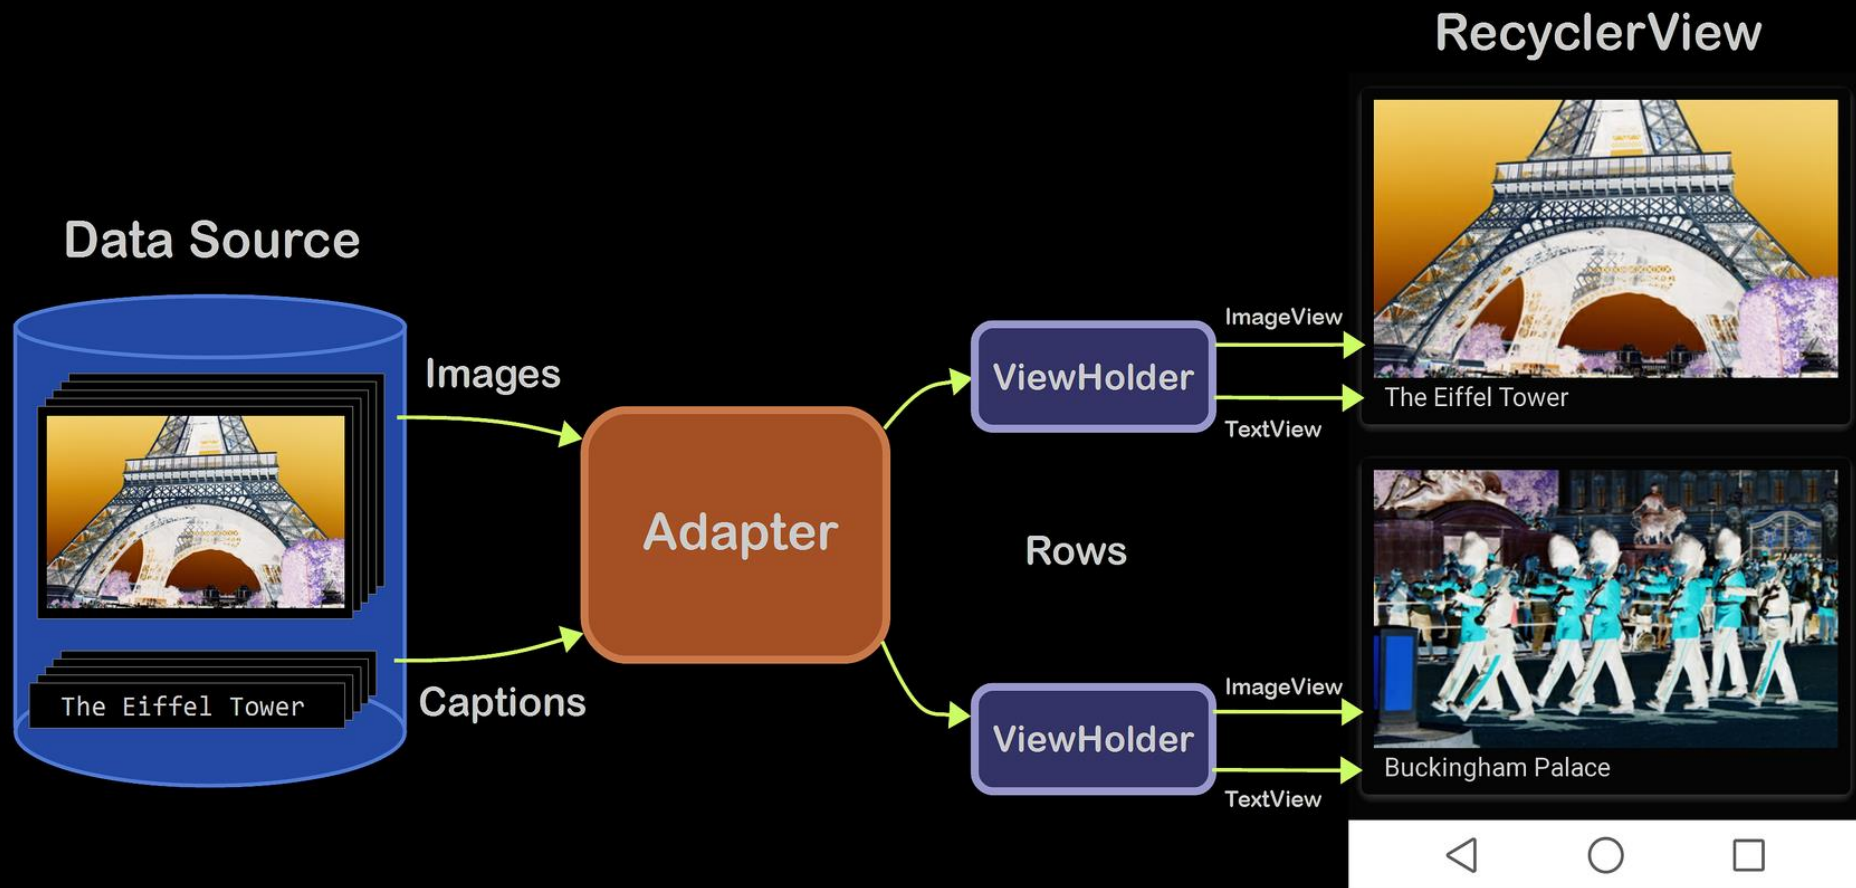 RecyclerView
Data Source
Images
Captions
The Eiffel Tower
Adapter
ViewHolder
ImageView
TextView
The Eiffel Tower
Rows
ViewHolder
ImageView
TextView
Buckingham Palace